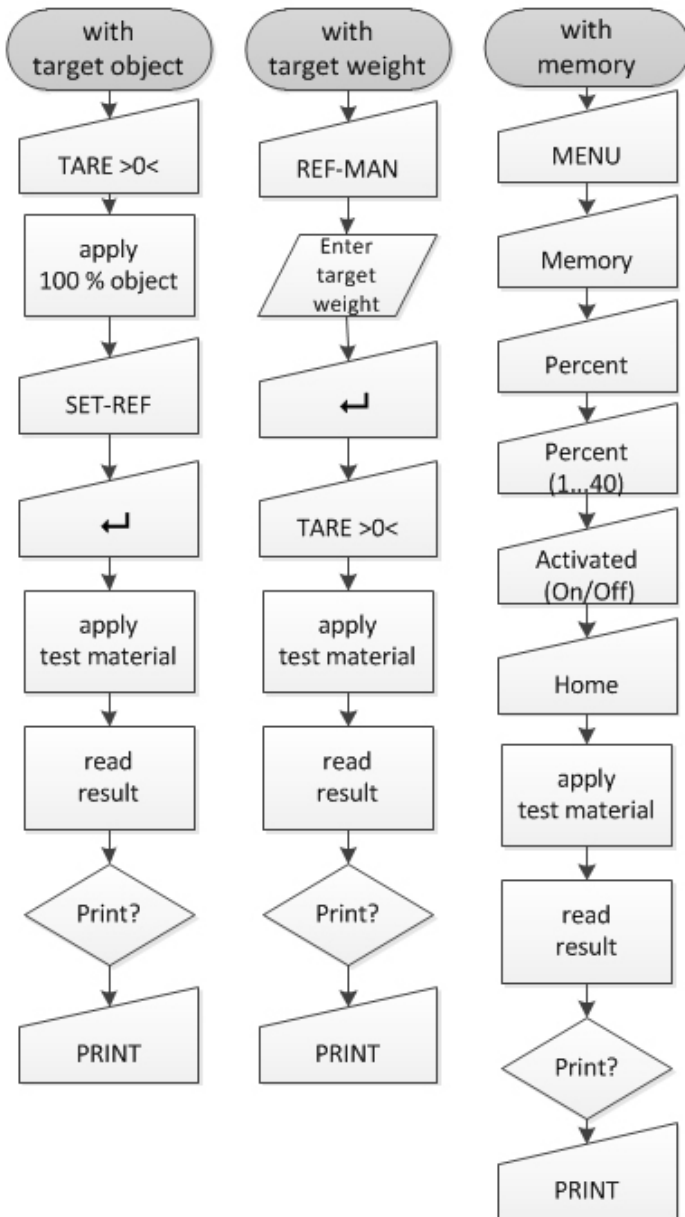 with
target object
TARE >0<
apply
100 % object
SET-REF
↵
apply
test material
read
result
Print?
PRINT
with
target weight
REF-MAN
Enter
target
weight
↵
TARE >0<
apply
test material
read
result
Print?
PRINT
with
memory
MENU
Memory
Percent
Percent
(1...40)
Activated
(On/Off)
Home
apply
test material
read
result
Print?
PRINT